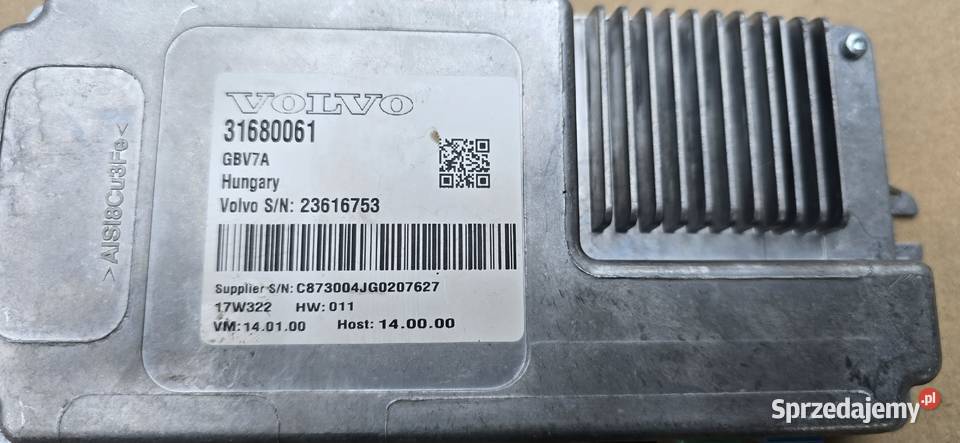 VOLVO
31680061
GBV7A
Hungary
Volvo S/N: 23616753
Supplier S/N: C873004JG0207627
17W322 HW: 011
VM: 14.01.00 Host: 14.00.00
>AlSi8Cu3Fe<
Sprzedajemy.pl